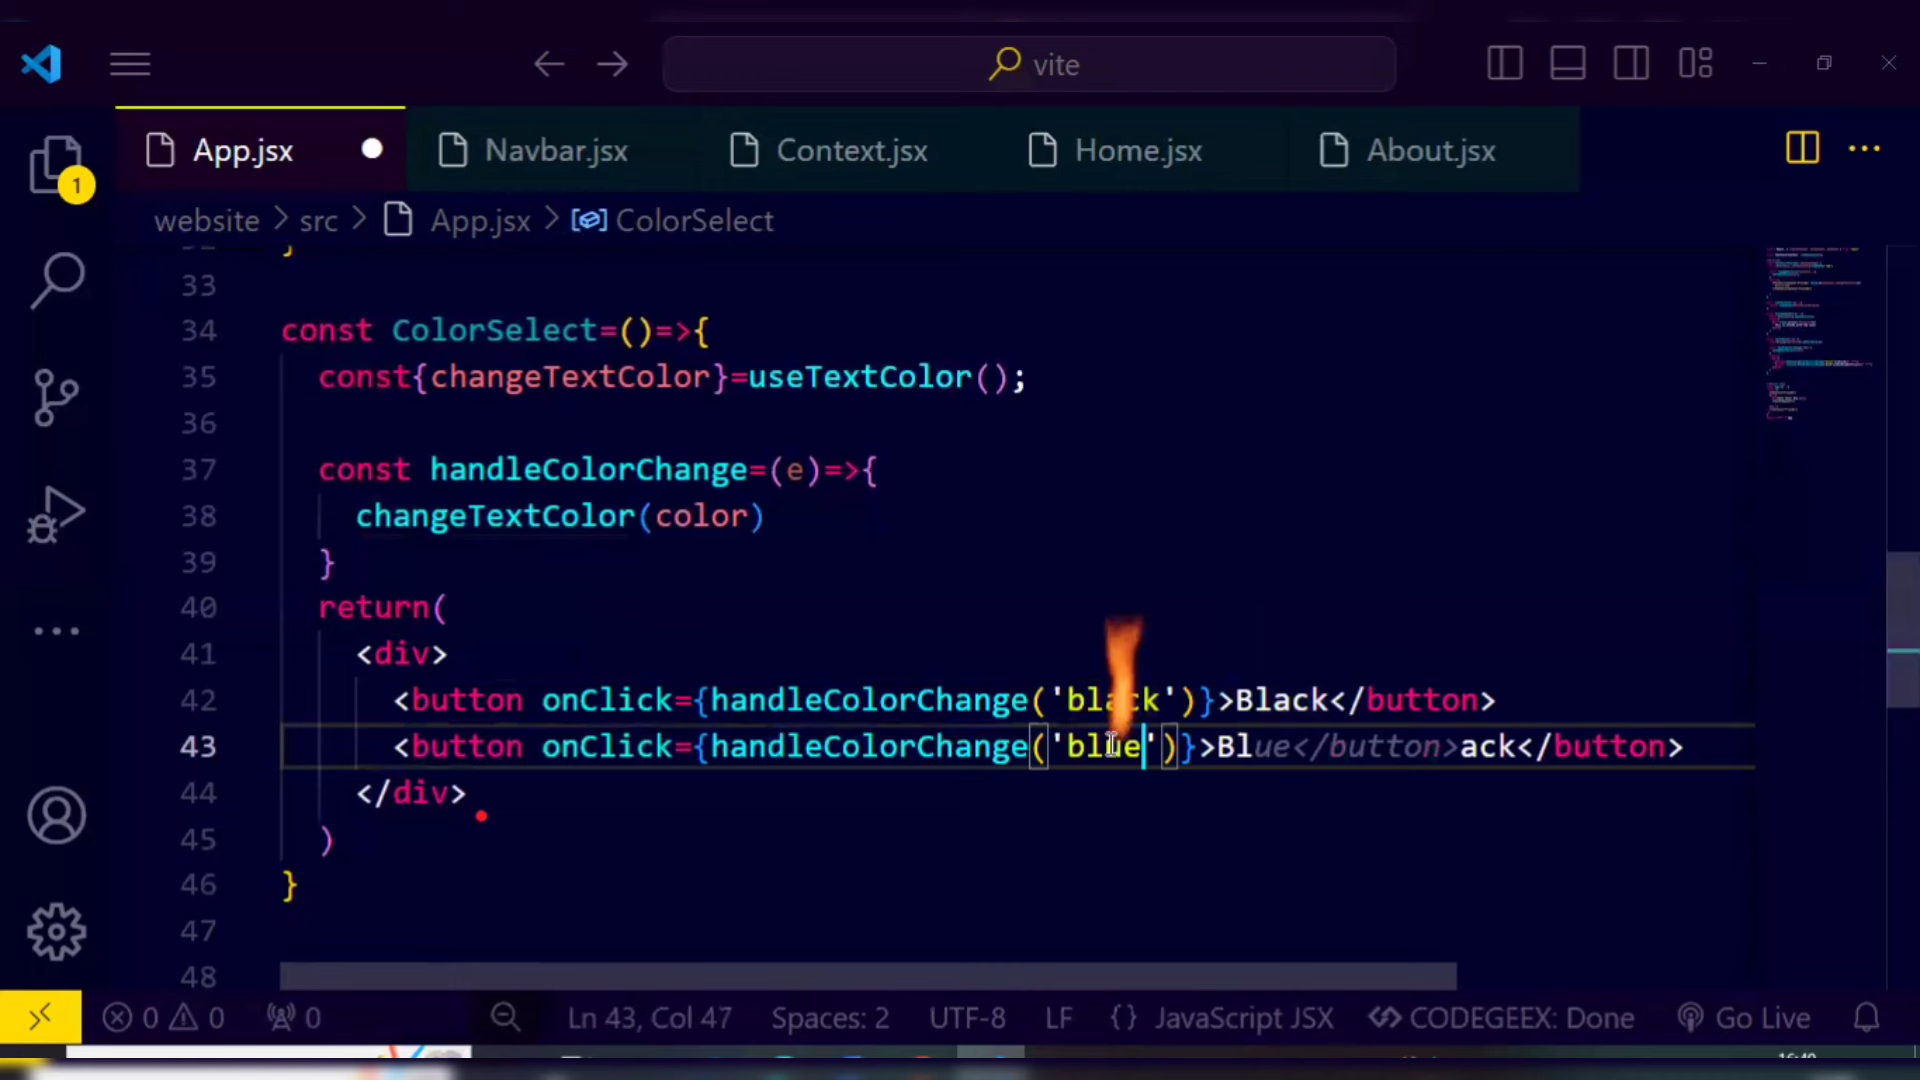 vite
App.jsx Navbar.jsx Context.jsx Home.jsx About.jsx
1
website > src > App.jsx > ColorSelect
33
34 const ColorSelect=()=>{
35 const{changeTextColor}=useTextColor();
36
37 const handleColorChange=(e)=>{
38 changeTextColor(color)
39 }
40 return(
41 <div>
42 <button onClick={handleColorChange('black')}>Black</button>
43 <button onClick={handleColorChange('blue')}>Blue</button>ack</button>
44 </div>
45 )
46 }
47
48
0 0 0 Ln 43, Col 47 Spaces: 2 UTF-8 LF {} JavaScript JSX CODEGEEX: Done Go Live